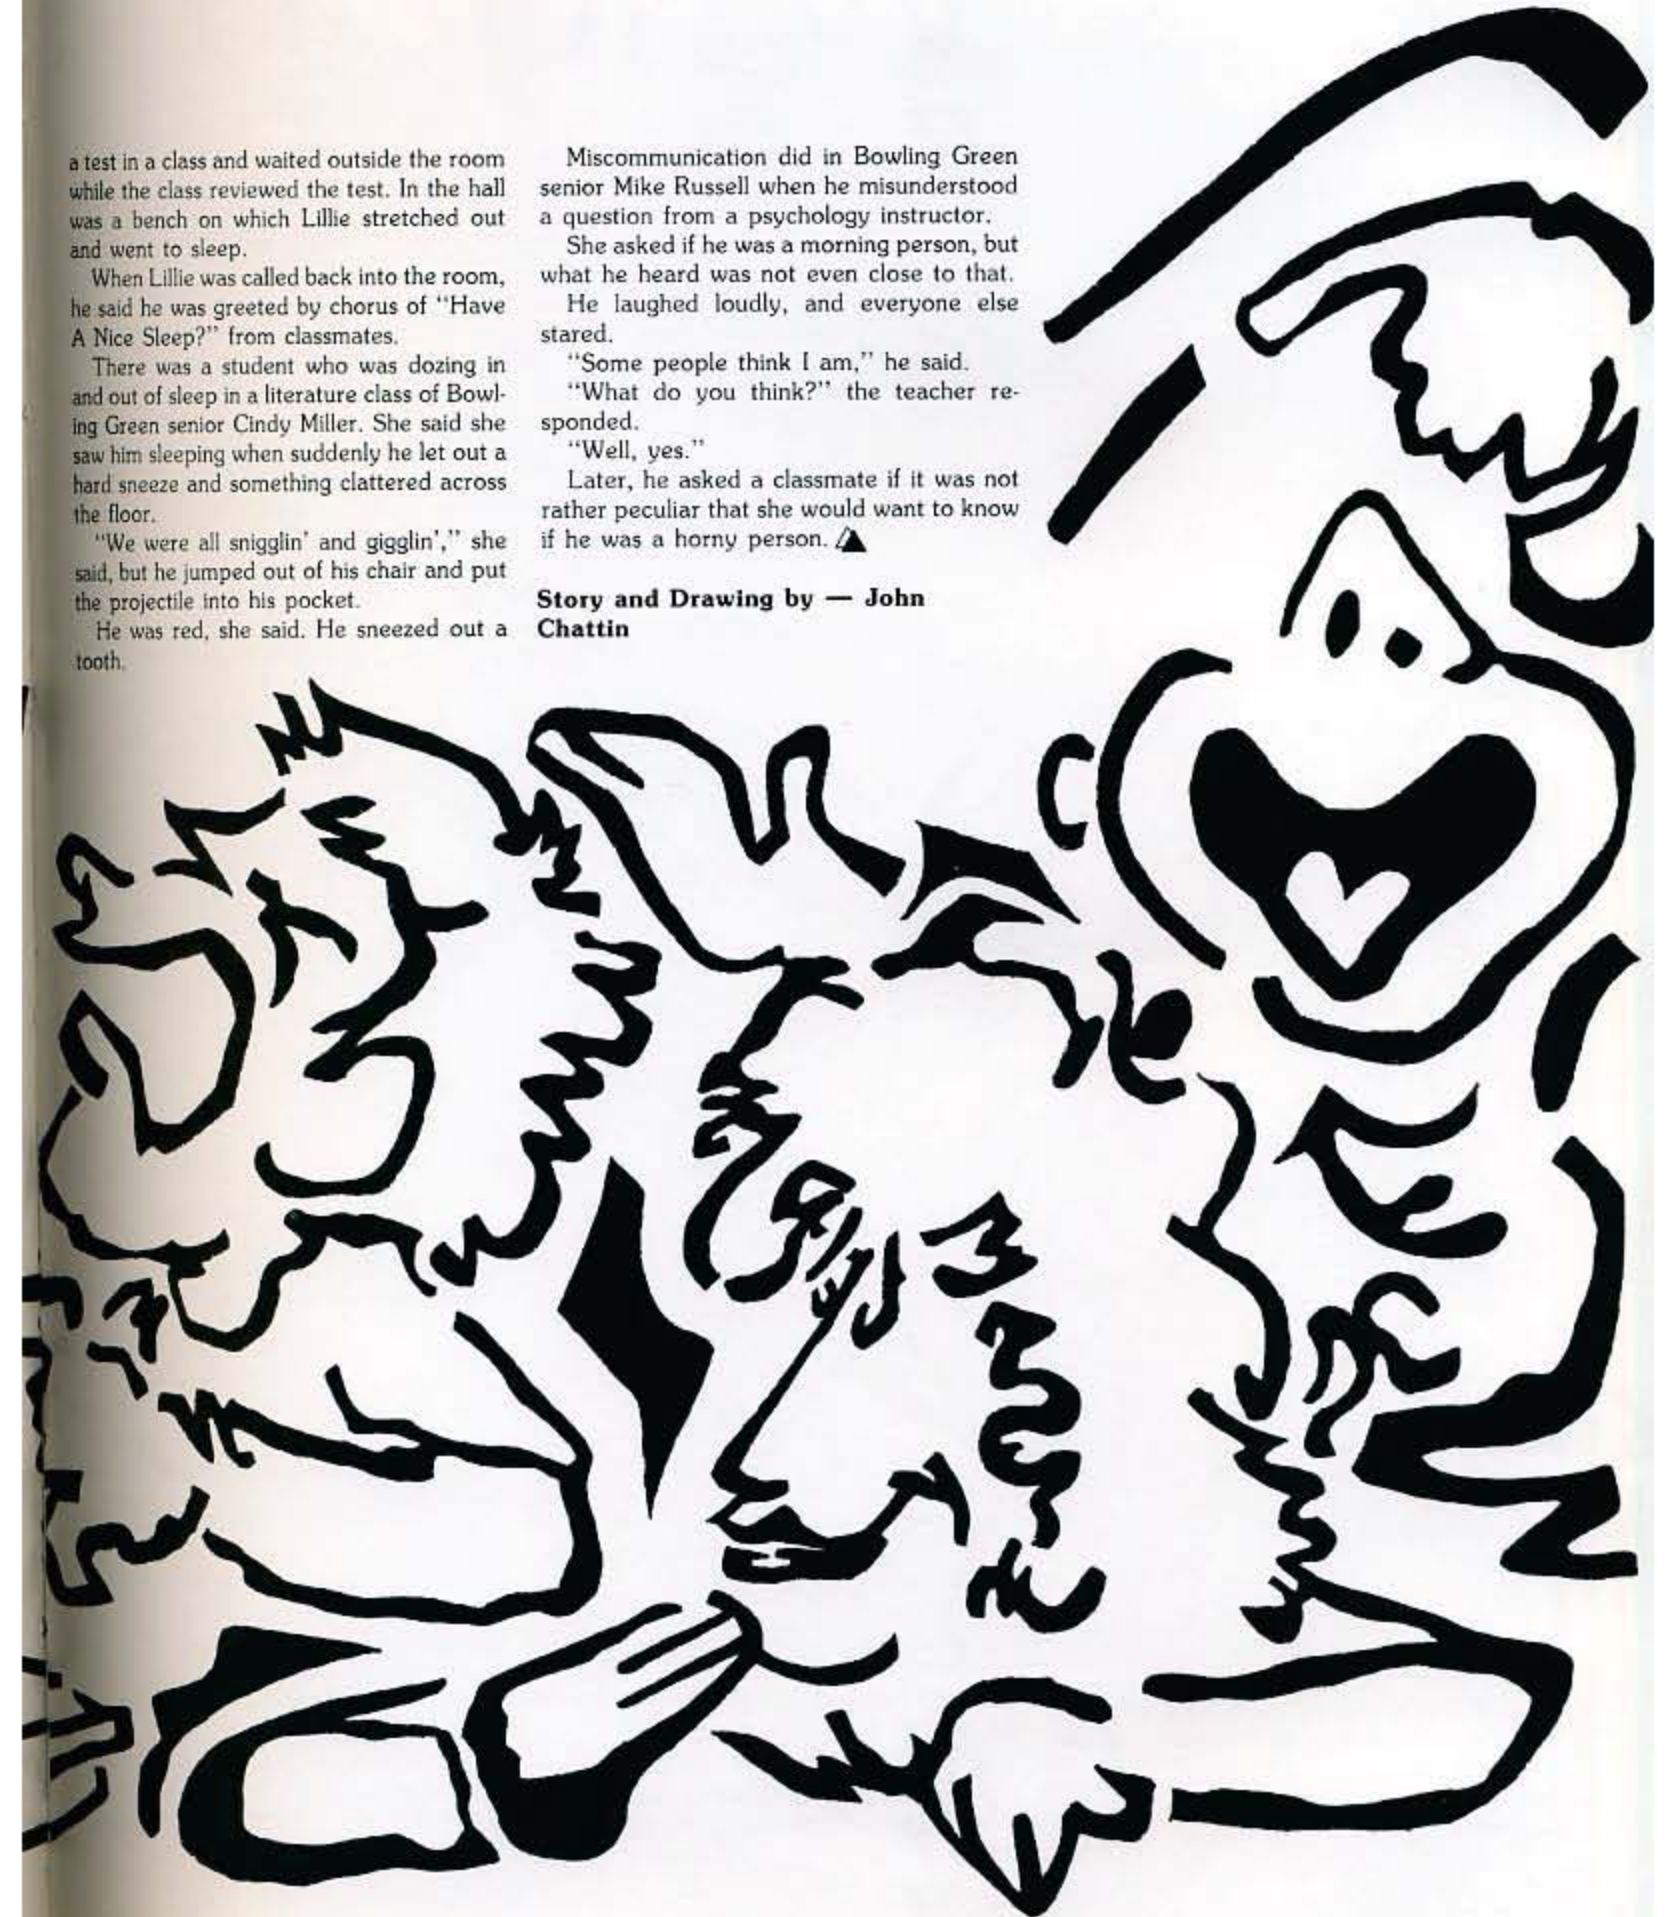 a test in a class and waited outside the room
while the class reviewed the test. In the hall
was a bench on which Lillie stretched out
and went to sleep.
When Lillie was called back into the room,
he said he was greeted by chorus of "Have
A Nice Sleep?" from classmates.
There was a student who was dozing in
and out of sleep in a literature class of Bowl-
ing Green senior Cindy Miller. She said she
saw him sleeping when suddenly he let out a
hard sneeze and something clattered across
the floor.
"We were all snigglin' and gigglin'," she
said, but he jumped out of his chair and put
the projectile into his pocket.
He was red, she said. He sneezed out a
tooth.
Miscommunication did in Bowling Green
senior Mike Russell when he misunderstood
a question from a psychology instructor.
She asked if he was a morning person, but
what he heard was not even close to that.
He laughed loudly, and everyone else
stared.
"Some people think I am," he said.
"What do you think?" the teacher re-
sponded.
"Well, yes."
Later, he asked a classmate if it was not
rather peculiar that she would want to know
if he was a horny person.
Story and Drawing by — John
Chattin